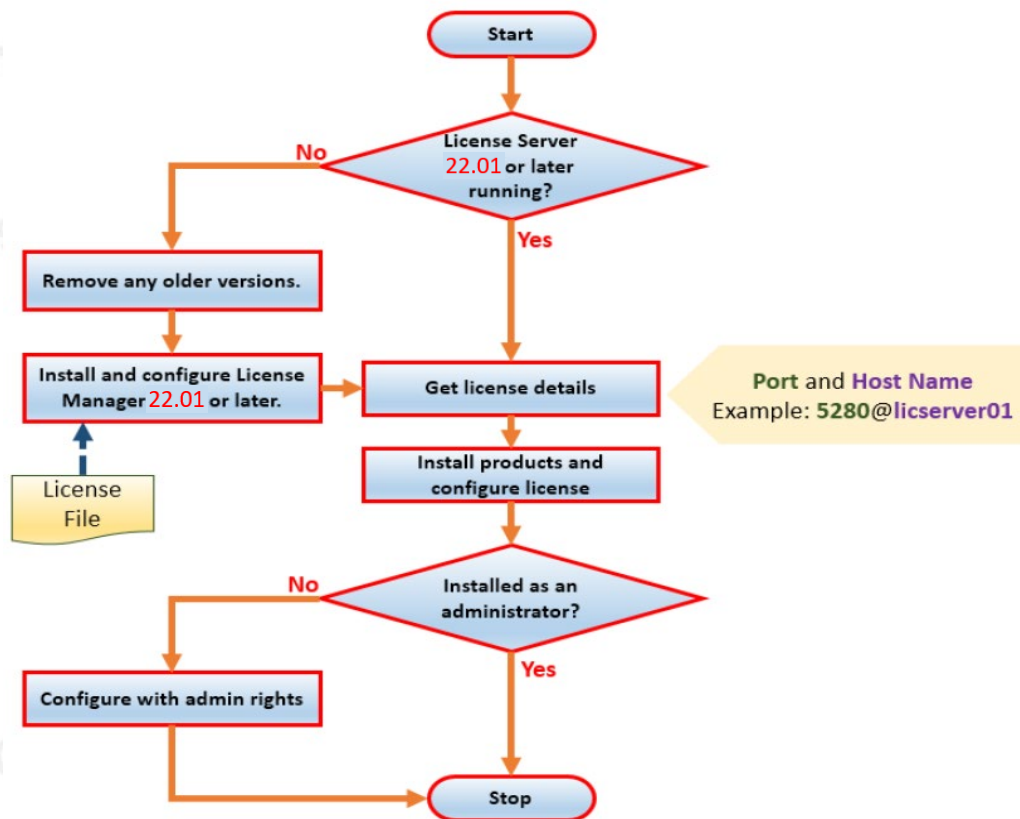 Start
License Server
22.01 or later
running?
No
Yes
Remove any older versions.
Install and configure License
Manager 22.01 or later.
Get license details
Port and Host Name
Example: 5280@licserver01
License
File
Install products and
configure license
Installed as an
administrator?
No
Yes
Configure with admin rights
Stop